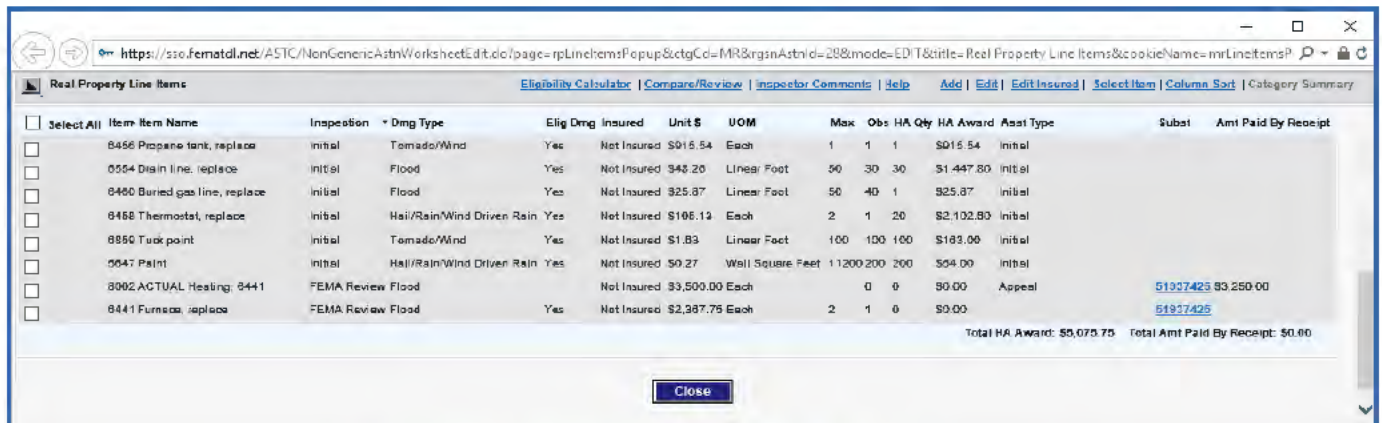 https://sso.fematdl.net/ASTC/NonGenericAstnWorksheetEdit.do?page=rpLineItemsPopup&ctgCd=MR&rgsnAstnId=28&mode=EDIT&title=Real Property Line Items&cookieName=mrLineItemsP
Real Property Line Items Eligibility Calculator | Compare/Review | Inspector Comments | Help Add | Edit | Edit Insured | Select Item | Column Sort | Category Summary
Select All Item Item Name Inspection Dmg Type Elig Dmg Insured Unit $ UOM Max Obs HA Qty HA Award Asst Type Subst Amt Paid By Receipt
6456 Propane tank, replace Initial Tornado/Wind Yes Not Insured $915.54 Each 1 1 1 $915.54 Initial
6554 Drain line, replace Initial Flood Yes Not Insured $48.26 Linear Foot 50 30 30 $1,447.80 Initial
6460 Buried gas line, replace Initial Flood Yes Not Insured $25.87 Linear Foot 50 40 1 $25.87 Initial
6458 Thermostat, replace Initial Hail/Rain/Wind Driven Rain Yes Not Insured $105.13 Each 2 1 20 $2,102.60 Initial
Tuck point Initial Tornado/Wind Yes Not Insured $1.83 Linear Foot 100 100 100 $183.00 Initial
Paint Initial Hail/Rain/Wind Driven Rain Yes Not Insured $0.27 Wall Square Feet 11200 200 200 $54.00 Initial
8002 ACTUAL Heating; 6441 FEMA Review Flood Not Insured $3,500.00 Each 0 0 $0.00 Appeal 51937425 $3,250.00
6441 Furnace, replace FEMA Review Flood Yes Not Insured $2,367.75 Each 2 1 0 $0.00 51937425
Total HA Award: $5,075.75 Total Amt Paid By Receipt: $0.00
Close